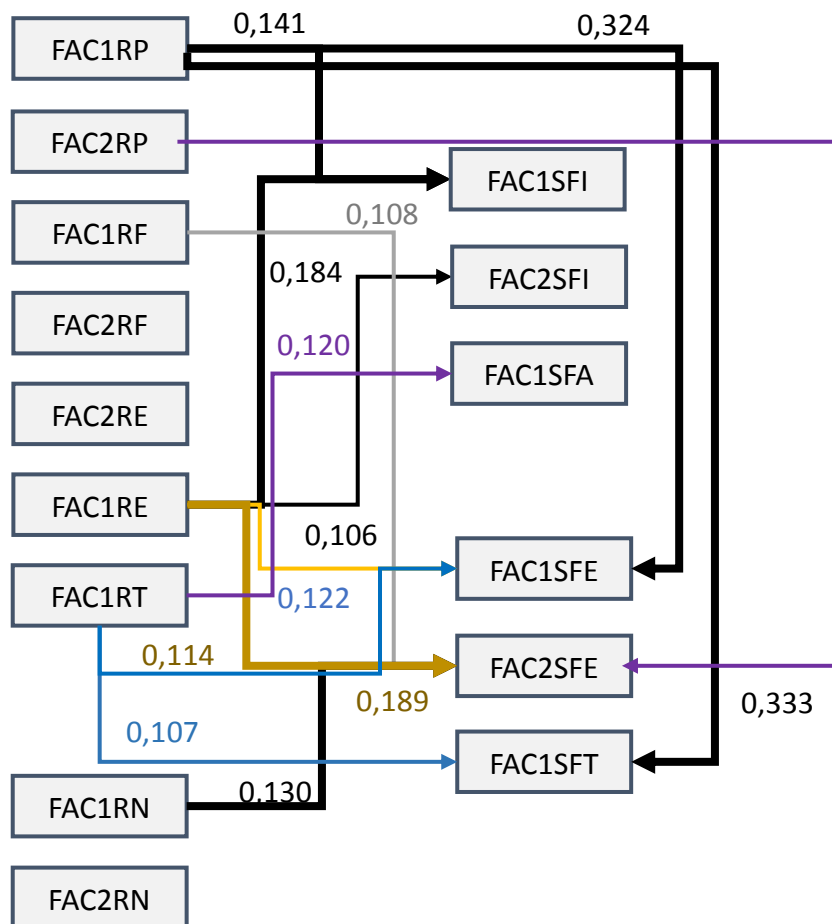 0,141
0,324
FAC1RP
FAC2RP
FAC1SFI
FAC1RF
0,108
0,184
FAC2SFI
FAC2RF
0,120
FAC1SFA
FAC2RE
FAC1RE
0,106
FAC1SFE
FAC1RT
0,122
0,114
FAC2SFE
0,189
0,333
0,107
FAC1SFT
0,130
FAC1RN
FAC2RN